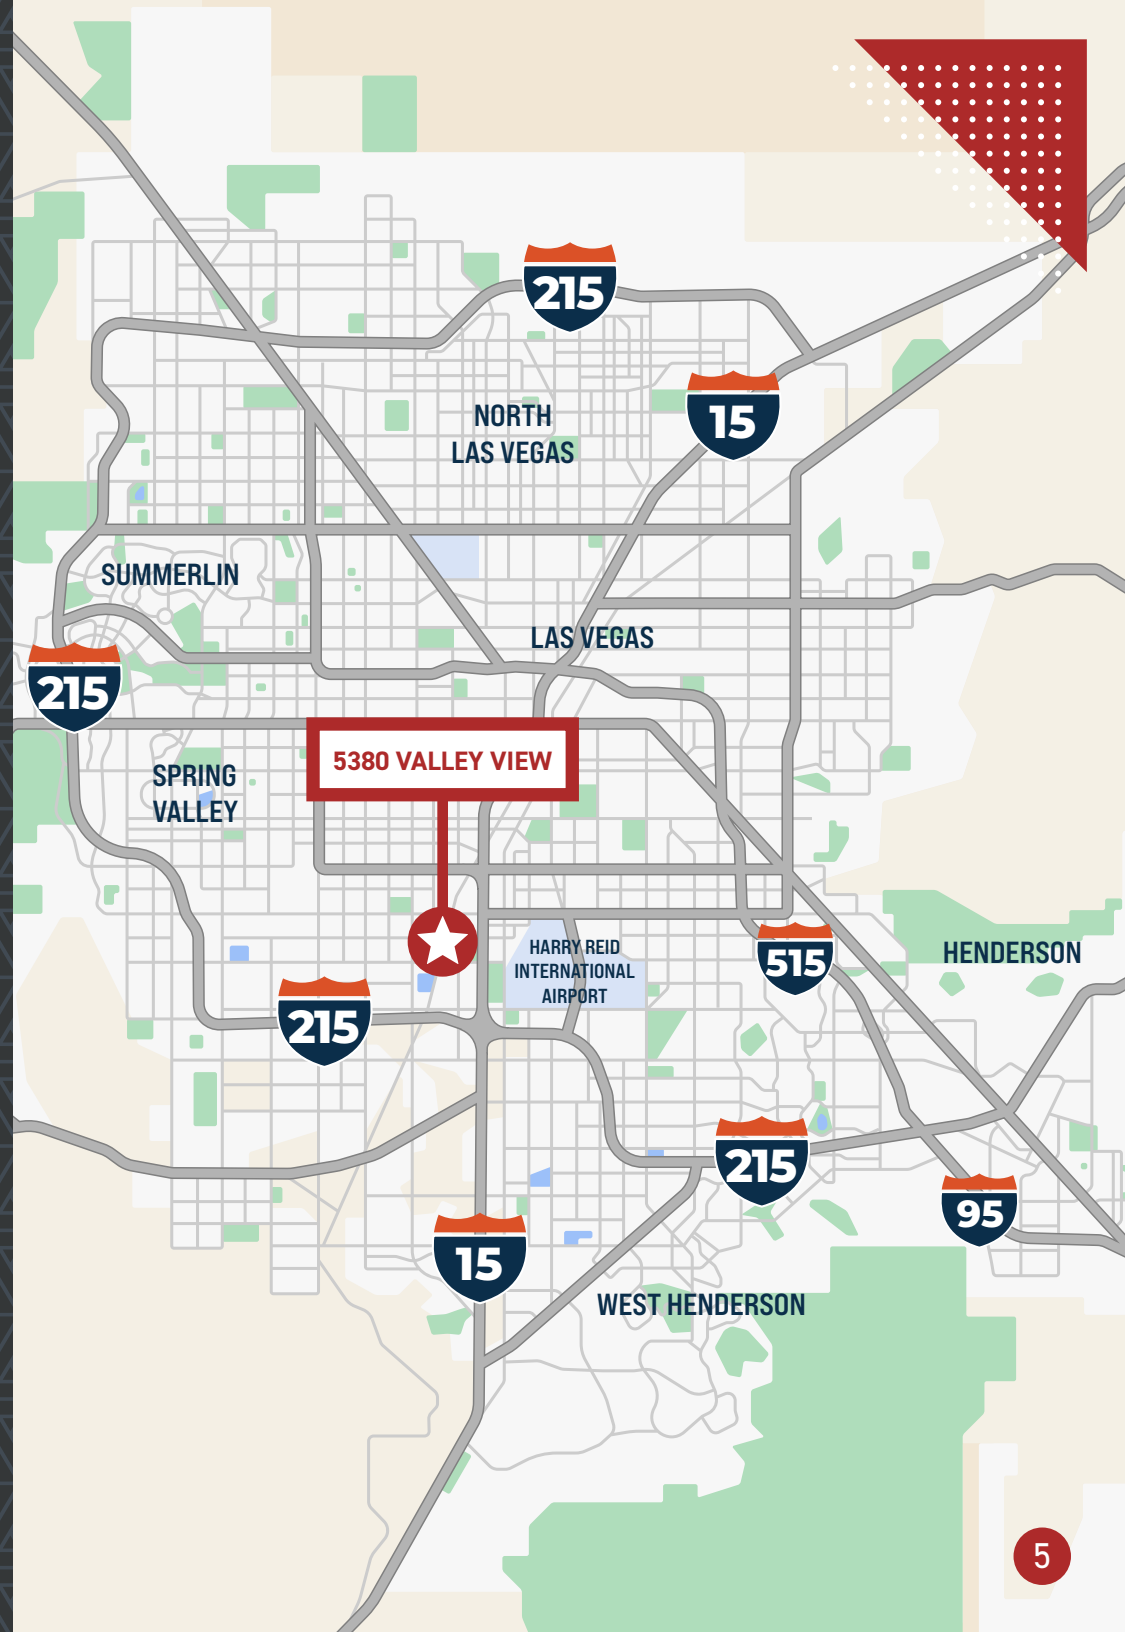 215
15
NORTH
LAS VEGAS
SUMMERLIN
LAS VEGAS
215
5380 VALLEY VIEW
SPRING
VALLEY
HARRY REID
INTERNATIONAL
AIRPORT
515
HENDERSON
215
215
95
15
WEST HENDERSON
5